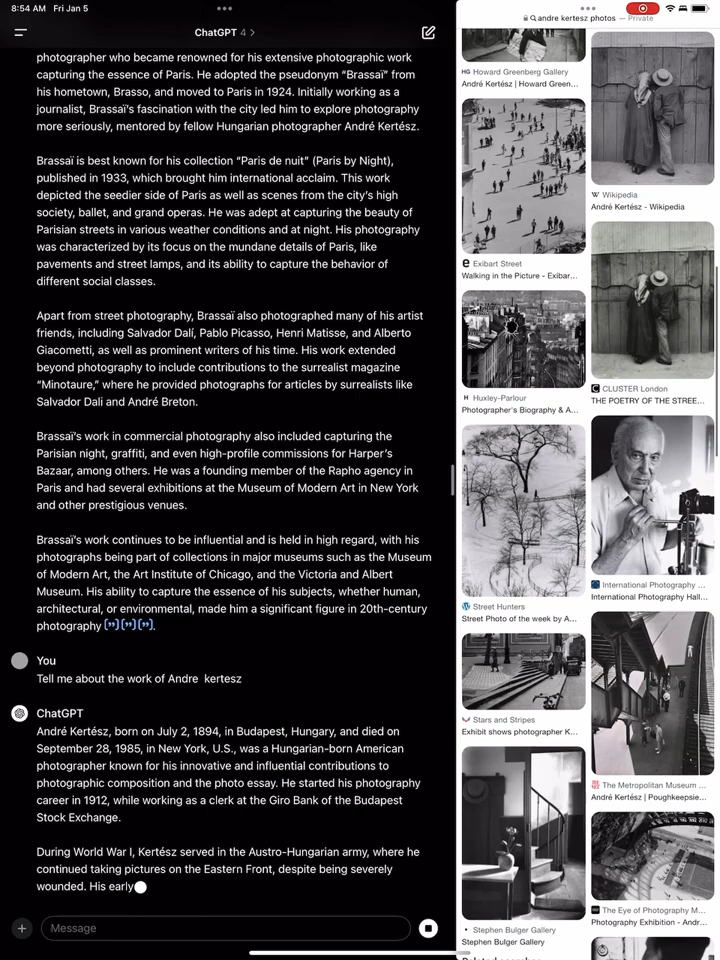 8:54 AM Fri Jan 5
ChatGPT 4 >
photographer who became renowned for his extensive photographic work
capturing the essence of Paris. He adopted the pseudonym “Brassaï” from
his hometown, Brasso, and moved to Paris in 1924. Initially working as a
journalist, Brassaï’s fascination with the city led him to explore photography
more seriously, mentored by fellow Hungarian photographer André Kertész.
Brassaï is best known for his collection “Paris de nuit” (Paris by Night),
published in 1933, which brought him international acclaim. This work
depicted the seedier side of Paris as well as scenes from the city’s high
society, ballet, and grand operas. He was adept at capturing the beauty of
Parisian streets in various weather conditions and at night. His photography
was characterized by its focus on the mundane details of Paris, like
pavements and street lamps, and its ability to capture the behavior of
different social classes.
Apart from street photography, Brassaï also photographed many of his artist
friends, including Salvador Dalí, Pablo Picasso, Henri Matisse, and Alberto
Giacometti, as well as prominent writers of his time. His work extended
beyond photography to include contributions to the surrealist magazine
“Minotaure,” where he provided photographs for articles by surrealists like
Salvador Dali and André Breton.
Brassaï’s work in commercial photography also included capturing the
Parisian night, graffiti, and even high-profile commissions for Harper’s
Bazaar, among others. He was a founding member of the Rapho agency in
Paris and had several exhibitions at the Museum of Modern Art in New York
and other prestigious venues.
Brassaï’s work continues to be influential and is held in high regard, with his
photographs being part of collections in major museums such as the Museum
of Modern Art, the Art Institute of Chicago, and the Victoria and Albert
Museum. His ability to capture the essence of his subjects, whether human,
architectural, or environmental, made him a significant figure in 20th-century
photography [”] [”] [”].
You
Tell me about the work of Andre  kertesz
ChatGPT
André Kertész, born on July 2, 1894, in Budapest, Hungary, and died on
September 28, 1985, in New York, U.S., was a Hungarian-born American
photographer known for his innovative and influential contributions to
photographic composition and the photo essay. He started his photography
career in 1912, while working as a clerk at the Giro Bank of the Budapest
Stock Exchange.
During World War I, Kertész served in the Austro-Hungarian army, where he
continued taking pictures on the Eastern Front, despite being severely
wounded. His early
Message
andre kertesz photos — Private
HG Howard Greenberg Gallery
André Kertész | Howard Green...
e Exibart Street
Walking in the Picture - Exibar...
H Huxley-Parlour
Photographer's Biography & A...
Street Hunters
Street Photo of the week by A...
Stars and Stripes
Exhibit shows photographer K...
Stephen Bulger Gallery
Stephen Bulger Gallery
W Wikipedia
André Kertész - Wikipedia
C CLUSTER London
THE POETRY OF THE STREE...
International Photography ...
International Photography Hall...
The Metropolitan Museum ...
André Kertész | Poughkeepsie...
The Eye of Photography M...
Photography Exhibition - Andr...